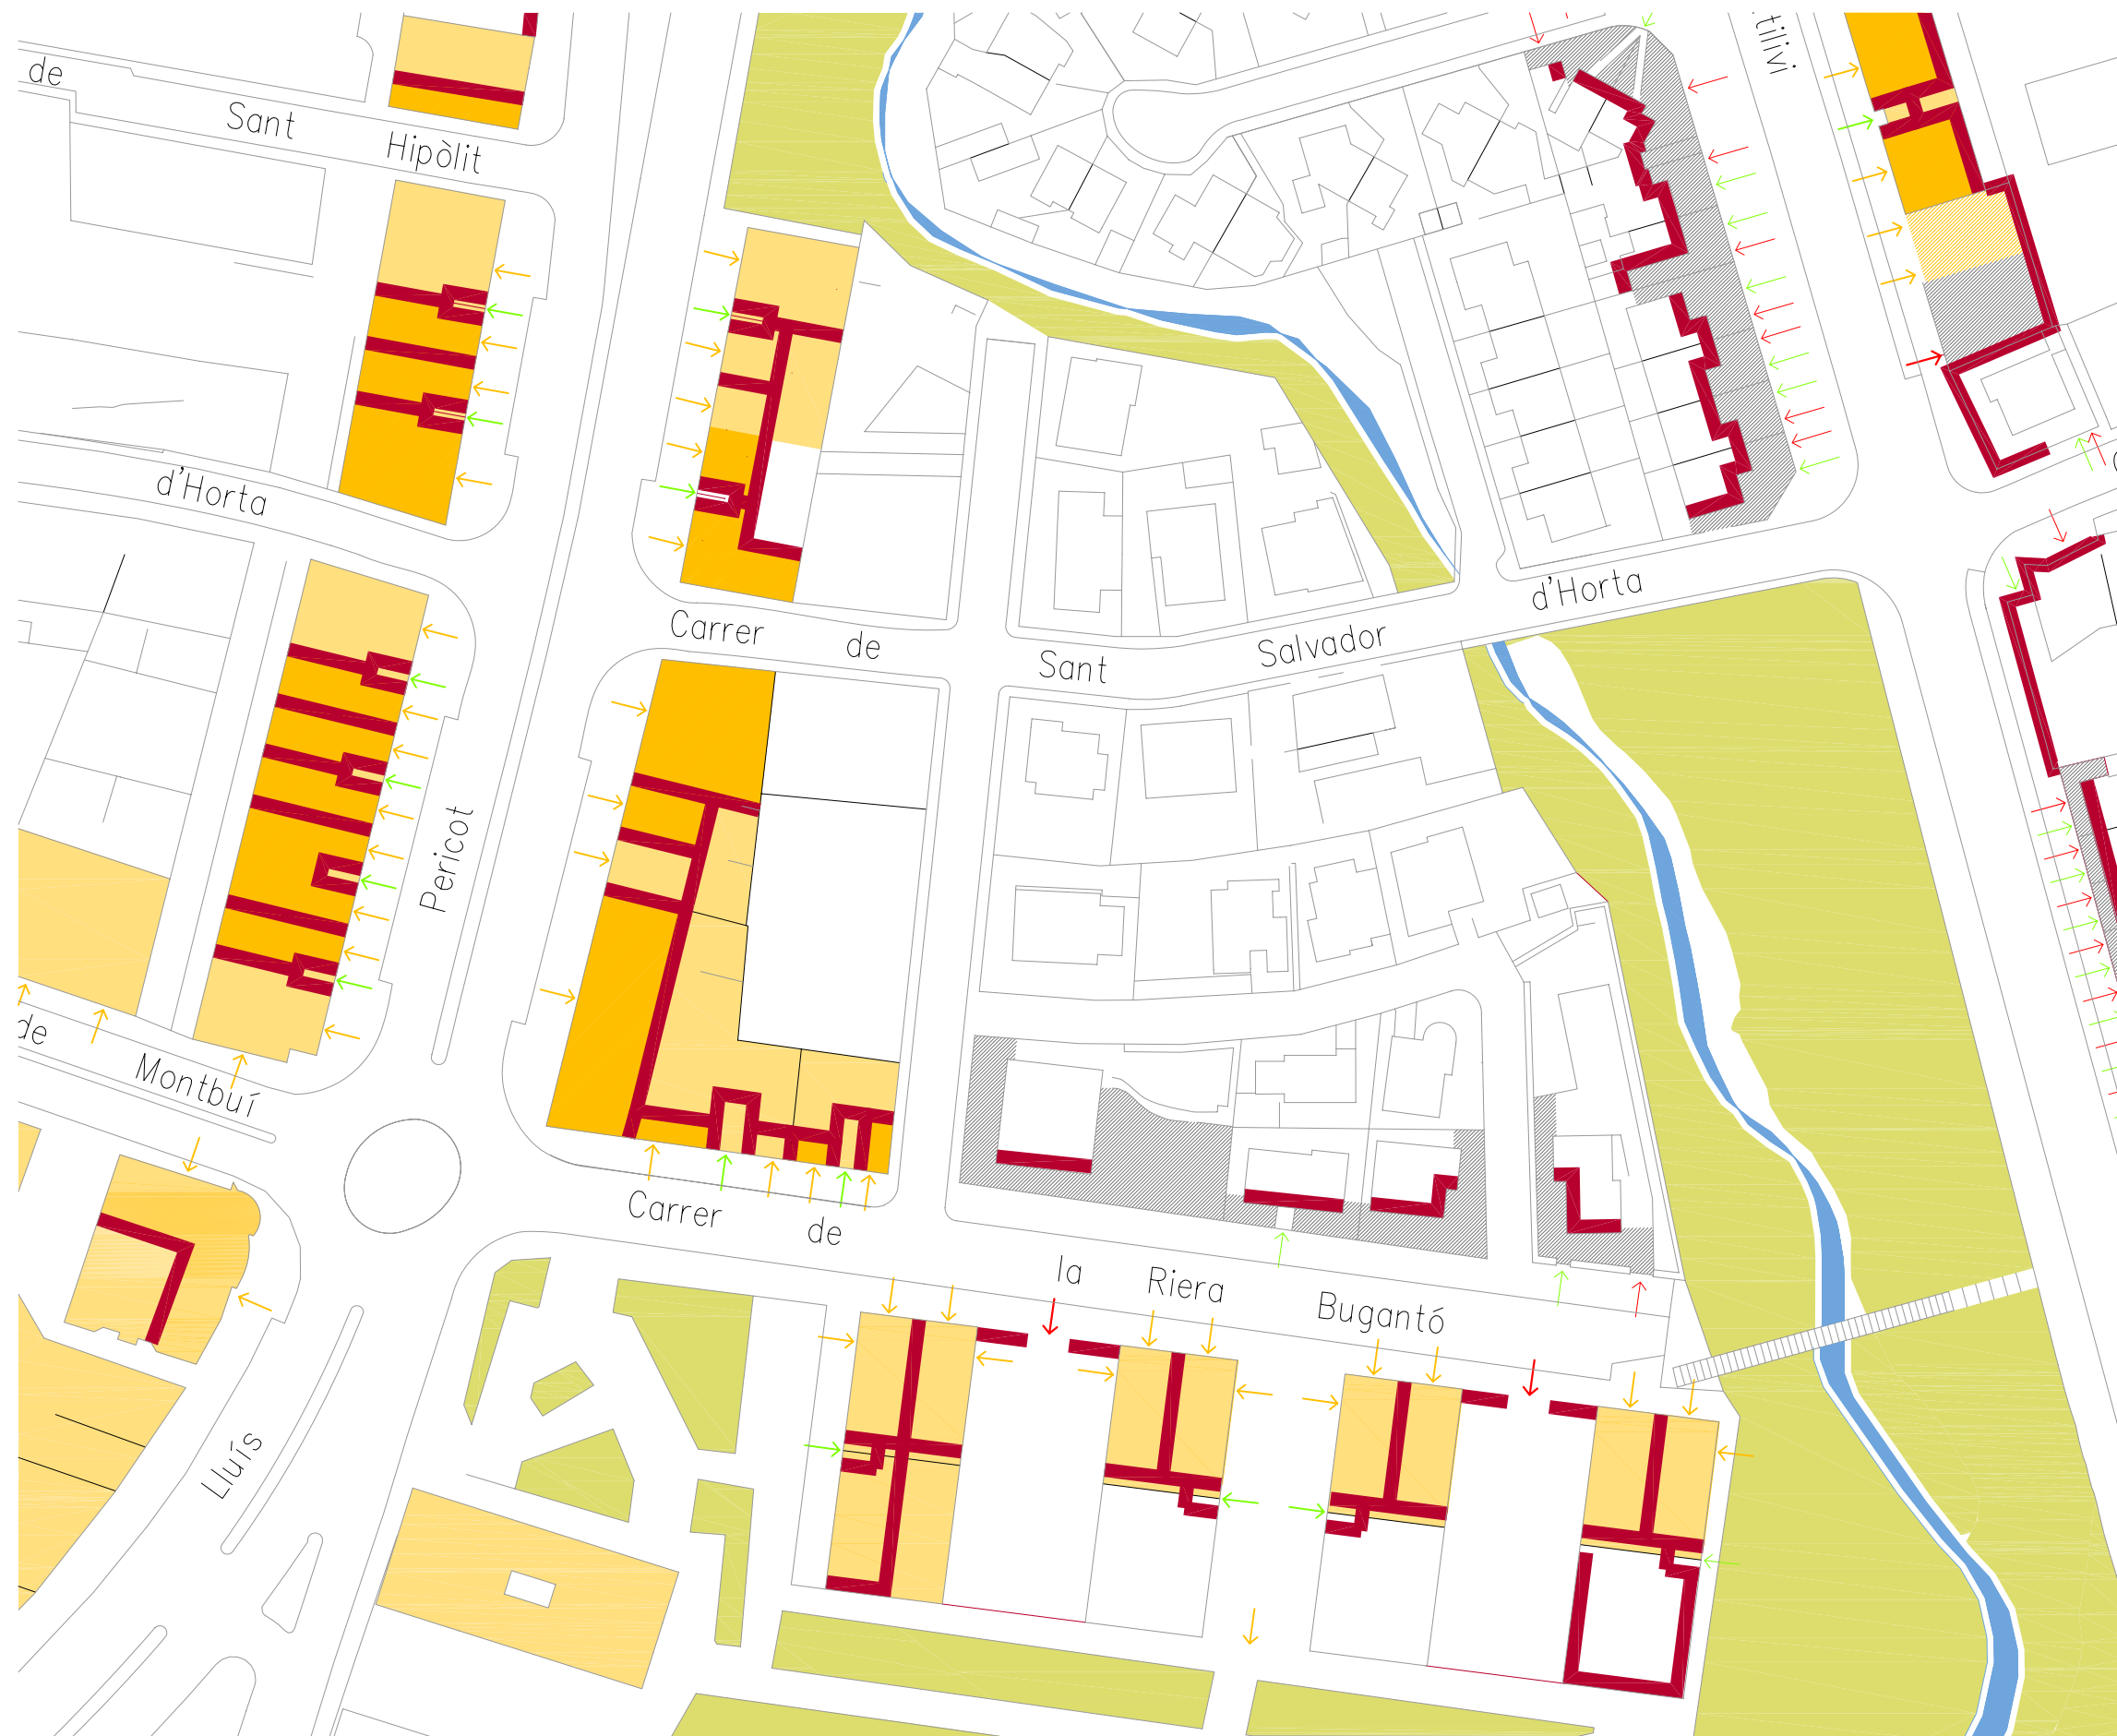 de
Sant
Hipòlit
tilivi
d'Horta
Carrer
de
Sant
Salvador
d'Horta
Pericot
de
Montbuí
Lluís
Carrer
de
la
Riera
Bugantó